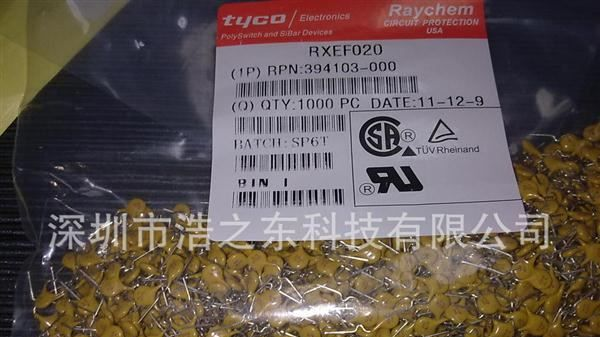 tyco / Electronics
PolySwitch and SiBar Devices
Raychem
CIRCUIT PROTECTION
USA
RXEF020
(1P) RPN:394103-000
(Q) QTY:1000 PC DATE:11-12-9
BATCH:SP6T
BIN 1
SA ®
TÜV Rheinland
® RU
深圳市浩之东科技有限公司